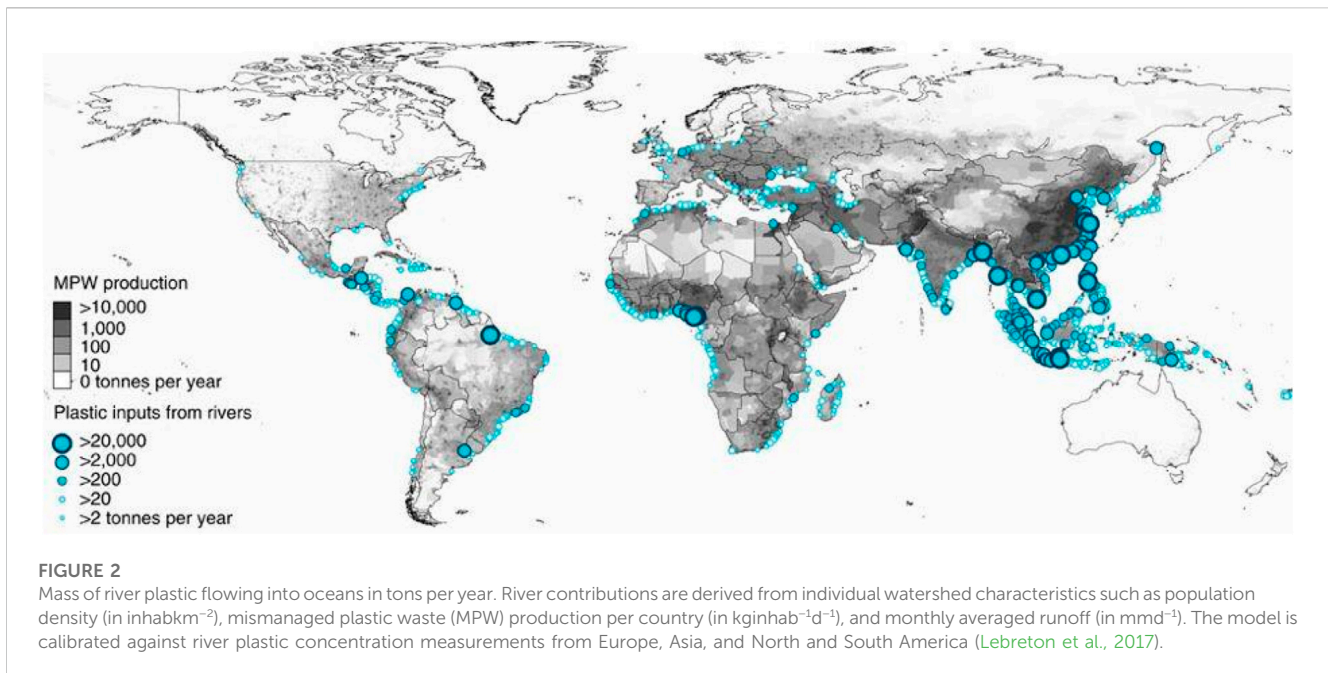 MPW production
>10,000
1,000
100
10
0 tonnes per year
Plastic inputs from rivers
>20,000
>2,000
>200
>20
>2 tonnes per year
FIGURE 2
Mass of river plastic flowing into oceans in tons per year. River contributions are derived from individual watershed characteristics such as population
density (in inhabkm⁻²), mismanaged plastic waste (MPW) production per country (in kginhab⁻¹d⁻¹), and monthly averaged runoff (in mmd⁻¹). The model is
calibrated against river plastic concentration measurements from Europe, Asia, and North and South America (Lebreton et al., 2017).